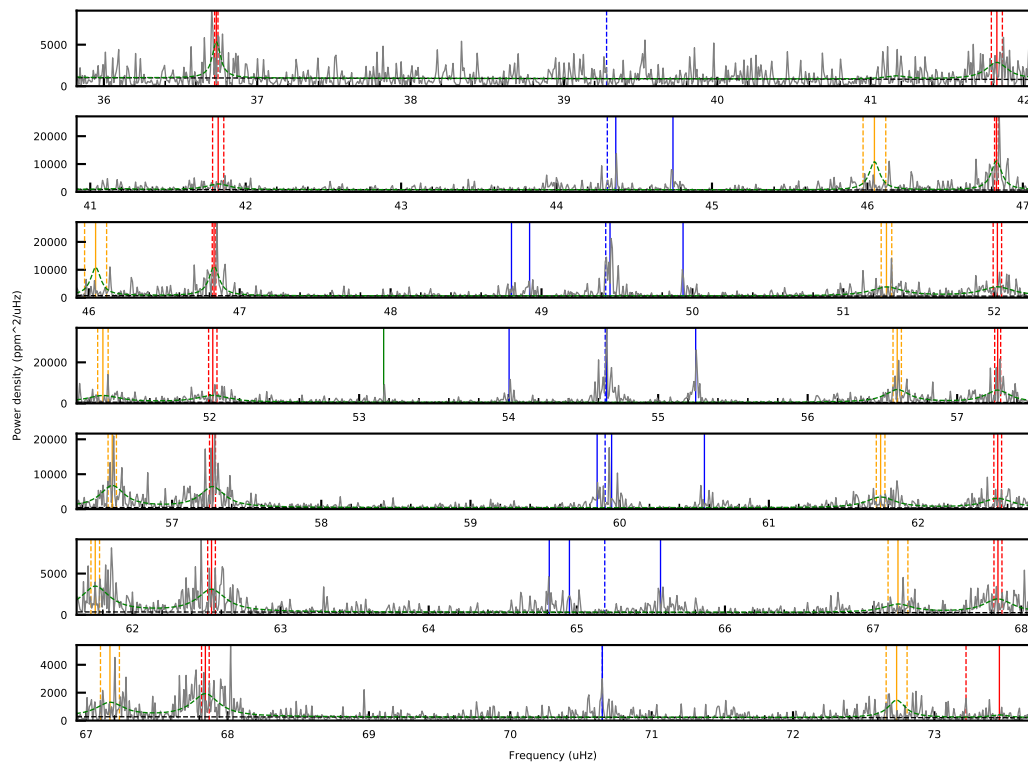 5000
0
36 37 38 39 40 41 42
20000
10000
0
41 42 43 44 45 46 47
20000
10000
0
46 47 48 49 50 51 52
20000
0
52 53 54 55 56 57
20000
10000
0
57 58 59 60 61 62
5000
0
62 63 64 65 66 67 68
4000
2000
0
67 68 69 70 71 72 73
Power density (ppm^2/uHz)
Frequency (uHz)